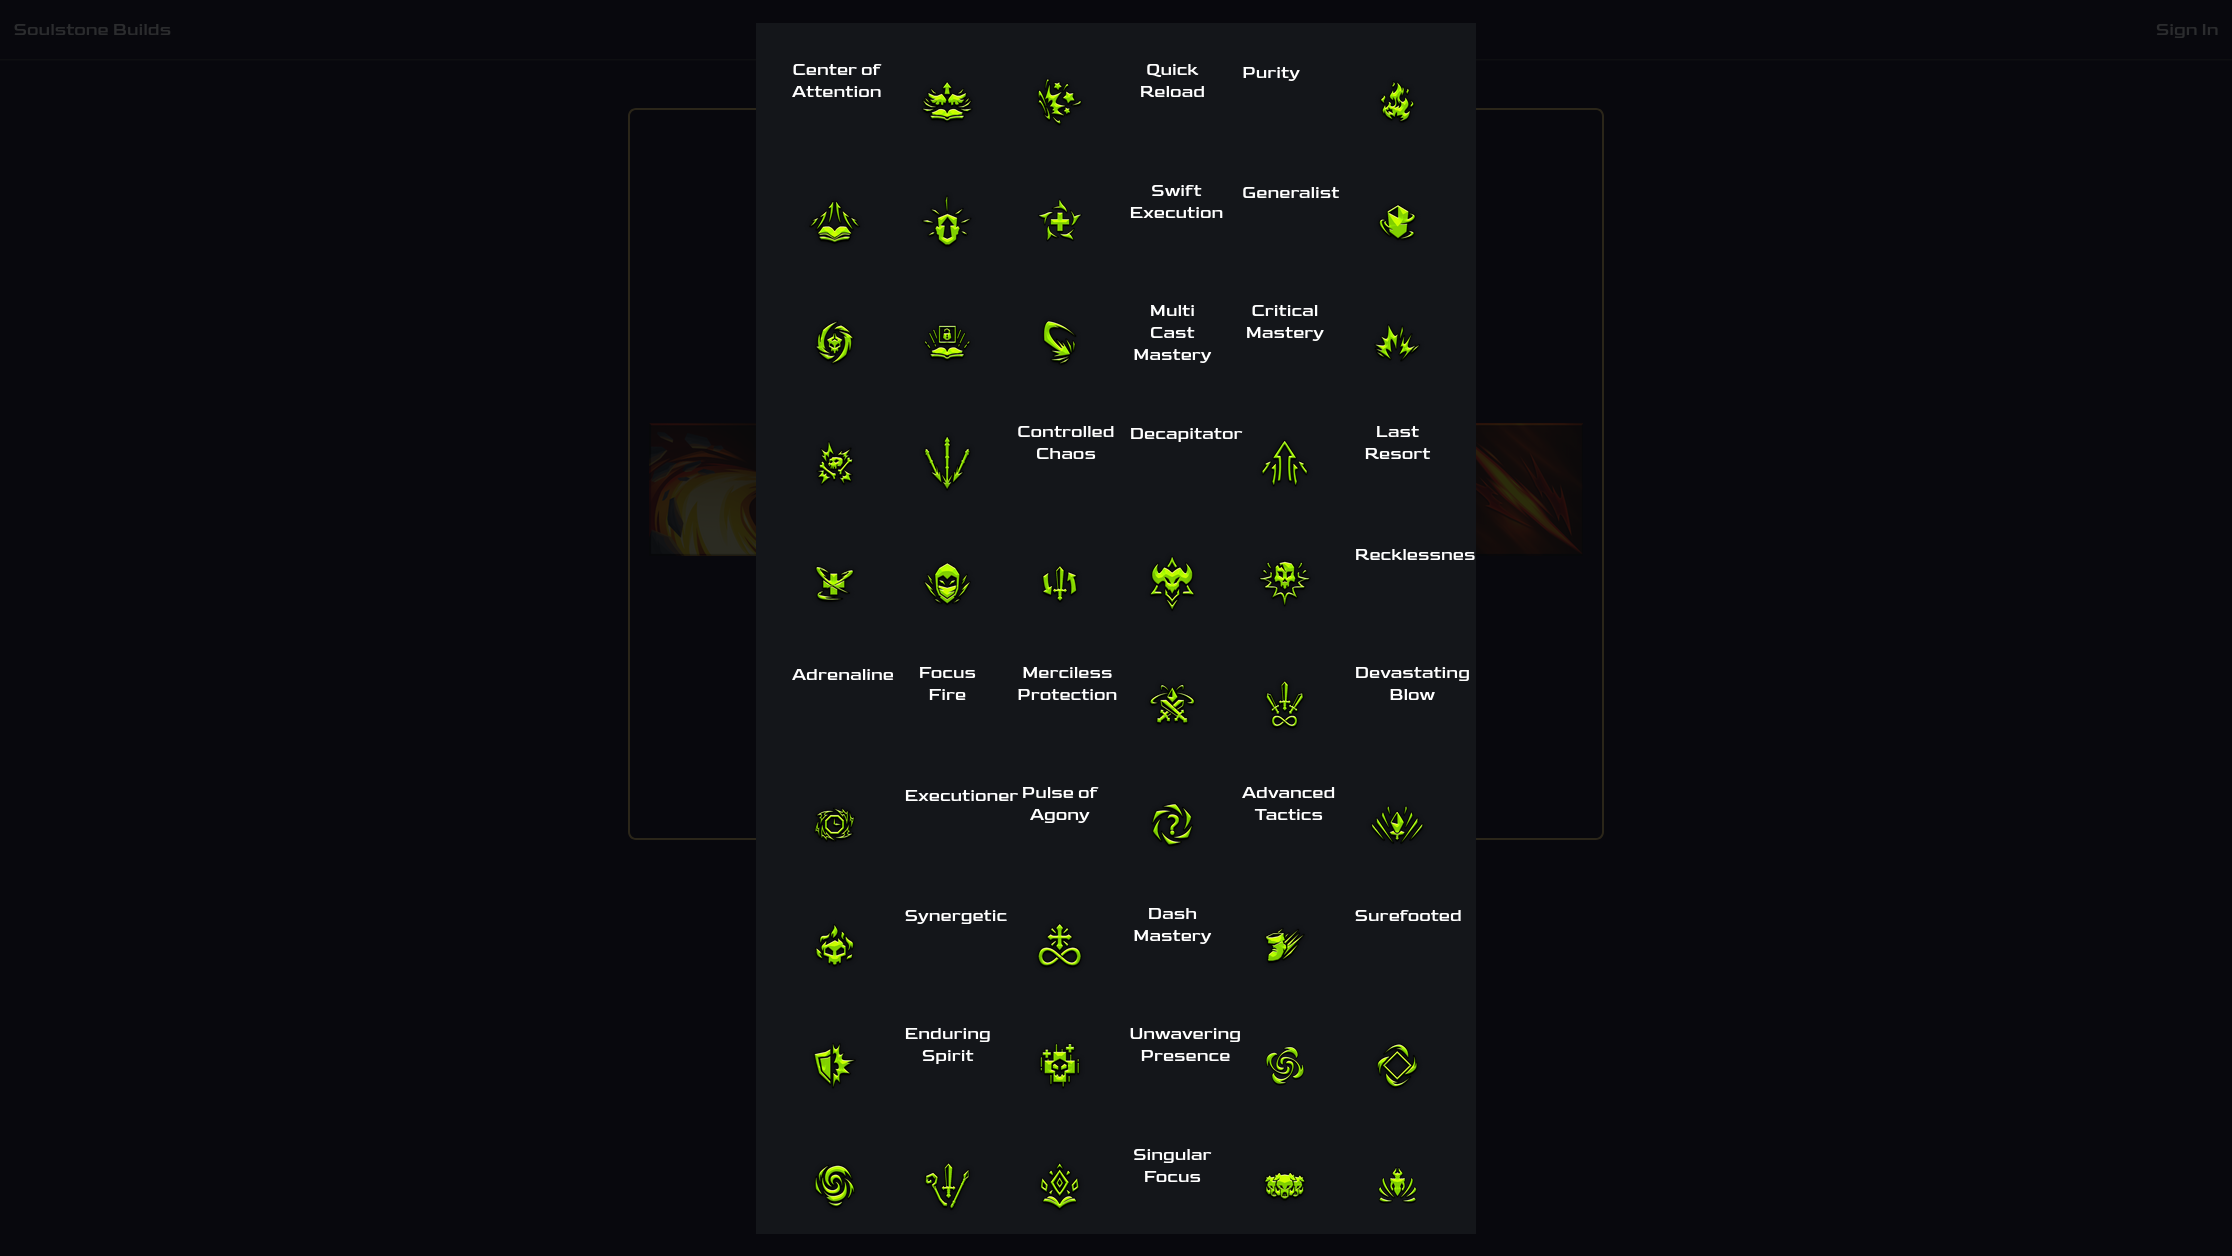 Soulstone Builds
Sign In
Center of
Attention
Quick
Reload
Purity
Swift
Execution
Generalist
Multi
Cast
Mastery
Critical
Mastery
Controlled
Chaos
Decapitator
Last
Resort
Recklessnes
Adrenaline
Focus
Fire
Merciless
Protection
Devastating
Blow
Executioner
Pulse of
Agony
Advanced
Tactics
Synergetic
Dash
Mastery
Surefooted
Enduring
Spirit
Unwavering
Presence
Singular
Focus